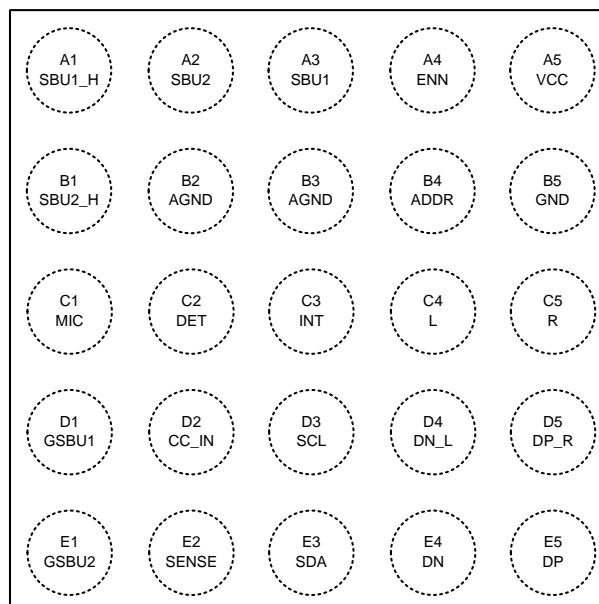 A1 A2 A3 A4 A5
SBU1_H SBU2 SBU1 ENN VCC
B1 B2 B3 B4 B5
SBU2_H AGND AGND ADDR GND
C1 C2 C3 C4 C5
MIC DET INT L R
D1 D2 D3 D4 D5
GSBU1 CC_IN SCL DN_L DP_R
E1 E2 E3 E4 E5
GSBU2 SENSE SDA DN DP